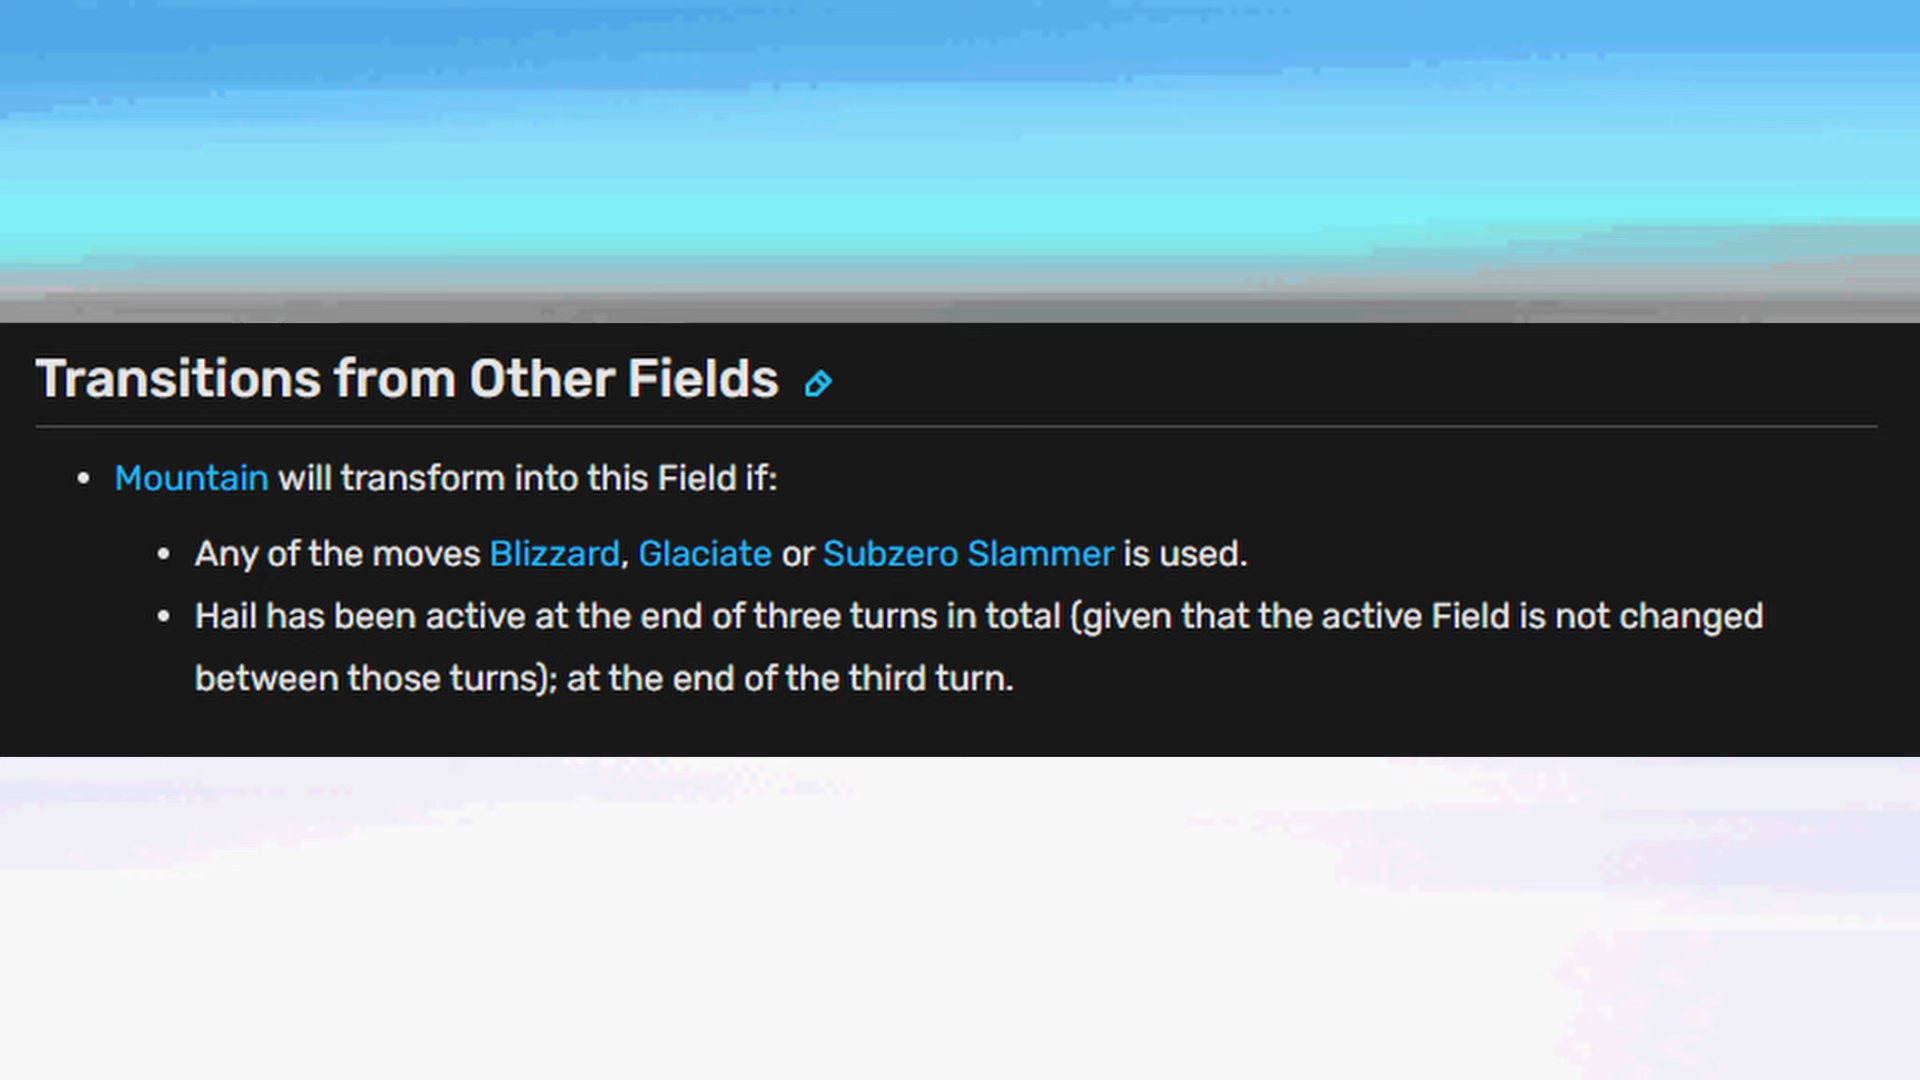 Transitions from Other Fields
Mountain will transform into this Field if:
Any of the moves Blizzard, Glaciate or Subzero Slammer is used.
Hail has been active at the end of three turns in total (given that the active Field is not changed
between those turns); at the end of the third turn.